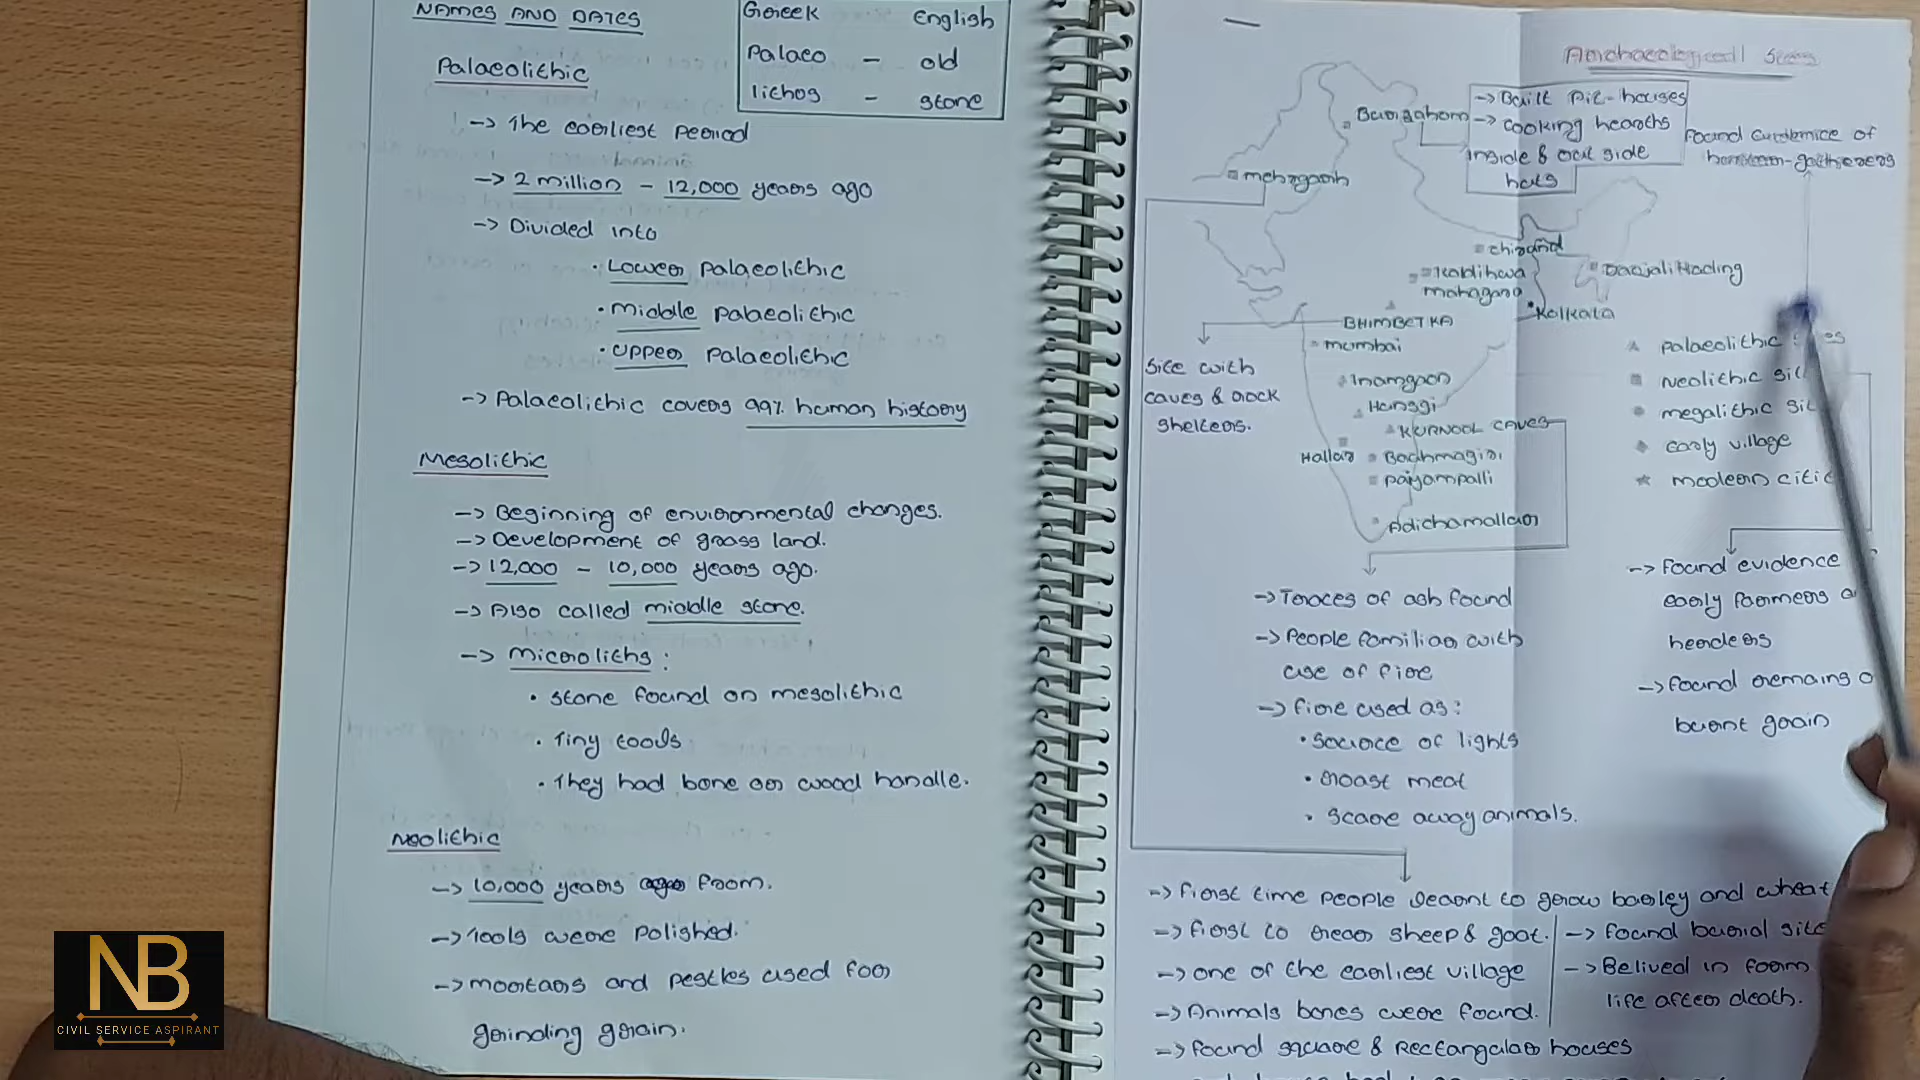 NAMES AND DATES
Greek English
Palaeo - old
lithos - stone
Palaeolithic
-> The earliest period
-> 2 million - 12,000 years ago
-> Divided into
• Lower palaeolithic
• Middle palaeolithic
• Upper palaeolithic
-> Palaeolithic covers 99% human history
Mesolithic
-> Beginning of environmental changes.
-> Development of grass land.
-> 12,000 - 10,000 years ago.
-> Also called middle stone.
-> Microliths:
• stone found on mesolithic
• Tiny tools
• They had bone or wood handle.
Neolithic
-> 10,000 years ago from.
-> Tools were polished.
-> mortars and pestles used for
grinding grain.
Archaeological Sites
Burzahom
-> Built Pit-houses
-> cooking hearths
inside & out side
huts
Found evidence of
hunter-gatherers
mehrgarh
chirand
Koldihwa
mahagara
Daojali Hading
Kolkata
BHIMBETKA
mumbai
Site with
caves & rock
shelters.
Inamgaon
Hunsgi
KURNOOL CAVES
Hallur
Brahmagiri
paiyampalli
Adichanallur
palaeolithic
neolithic
megalithic
early village
modern
-> Traces of ash found
-> People familiar with
use of fire
-> fire used as:
• Source of lights
• roast meat
• scare away animals.
-> found evidence
early farmers
herders
-> found remains
burnt grain
-> first time people learnt to grow barley and wheat
-> first to rear sheep & goat.
-> one of the earliest village
-> Animals bones were found.
-> found square & Rectangular houses
-> found burial site
-> Belived in form
life after death.
NB
CIVIL SERVICE ASPIRANT